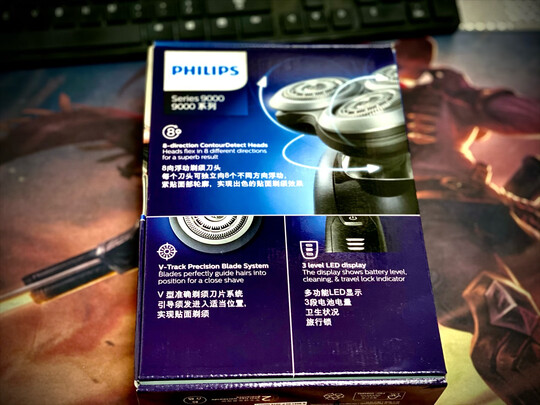 PHILIPS
Series 9000
9000 系列
8-direction ContourDetect Heads
Heads flex in 8 different directions
for a superb result
8向浮动剃须刀头
每个刀头可独立向8个不同方向浮动,
紧贴面部轮廓, 实现出色的贴面剃须效果
V-Track Precision Blade System
Blades perfectly guide hairs into
position for a close shave
V 型准确剃须刀片系统
引导须发进入适当位置,
实现贴面剃须
3 level LED display
The display shows battery level,
cleaning, & travel lock indicator
多功能LED显示
3段电池电量
卫生状况
旅行锁